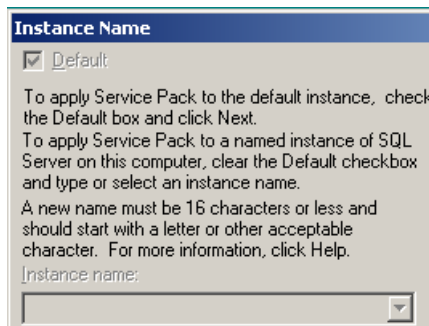 Instance Name
Default
To apply Service Pack to the default instance, check
the Default box and click Next.
To apply Service Pack to a named instance of SQL
Server on this computer, clear the Default checkbox
and type or select an instance name.
A new name must be 16 characters or less and
should start with a letter or other acceptable
character. For more information, click Help.
Instance name: